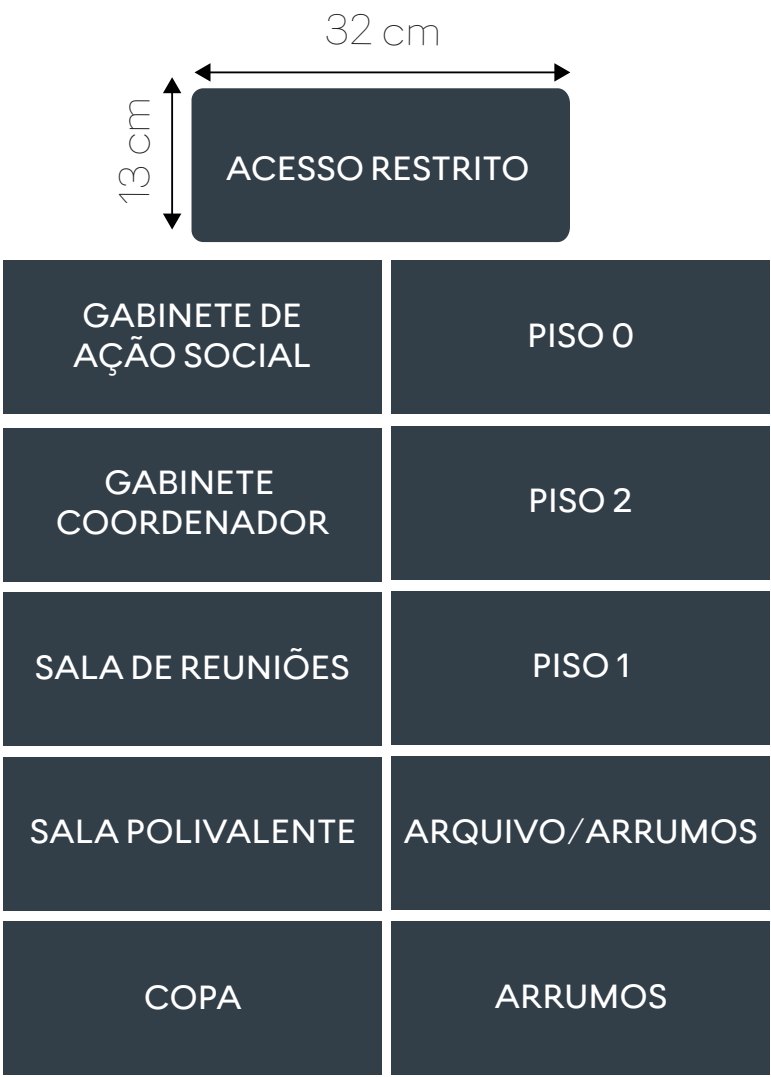 32 cm
13 cm
ACESSO RESTRITO
GABINETE DE
AÇÃO SOCIAL
PISO 0
GABINETE
COORDENADOR
PISO 2
SALA DE REUNIÕES
PISO 1
SALA POLIVALENTE
ARQUIVO/ARRUMOS
COPA
ARRUMOS